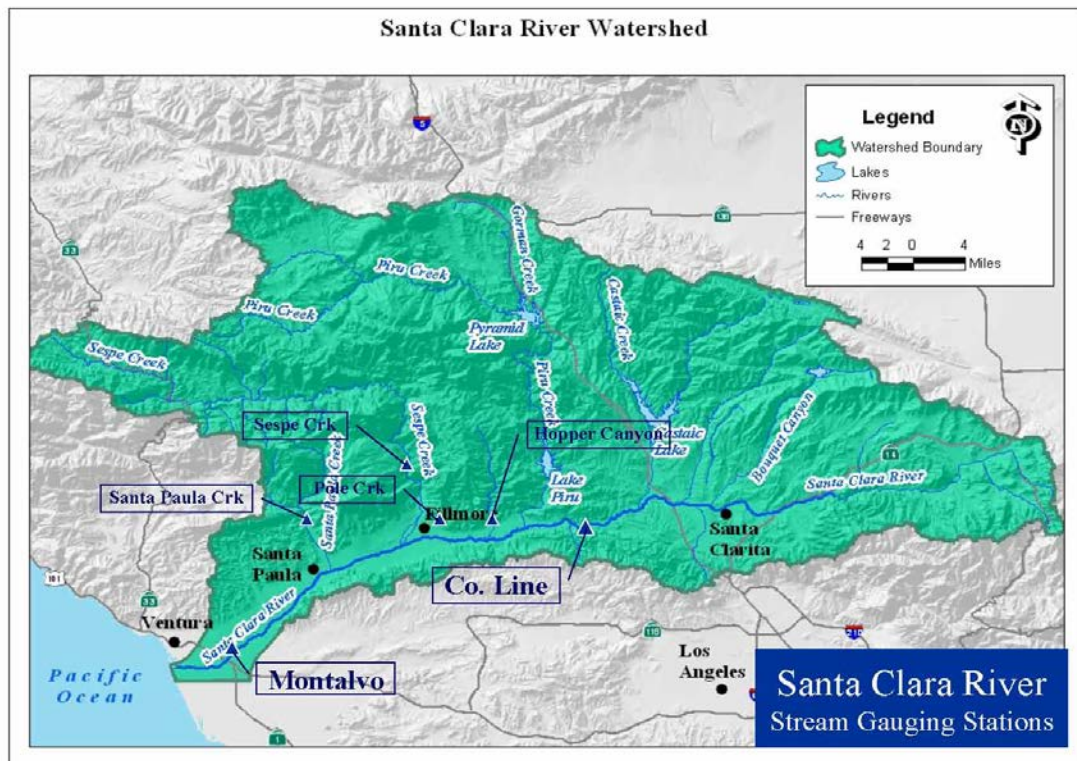 Santa Clara River Watershed
Legend
N
Watershed Boundary
Lakes
Rivers
Freeways
4 2 0 4
Miles
5
33
138
Gorman Creek
Piru Creek
Castaic Creek
Piru Creek
Pyramid
Lake
Sespe Creek
Piru Creek
Sespe Crk
Sespe Creek
Hopper Canyon
Castaic
Lake
Bouquet Canyon
14
Santa Clara River
Santa Paula Crk
Santa Paula Creek
Pole Crk
Fillmore
Lake
Piru
Santa
Clarita
Santa
Paula
Co. Line
101
33
Ventura
Santa Clara River
118
210
Los
Angeles
Pacific
Ocean
Montalvo
1
Santa Clara River
Stream Gauging Stations